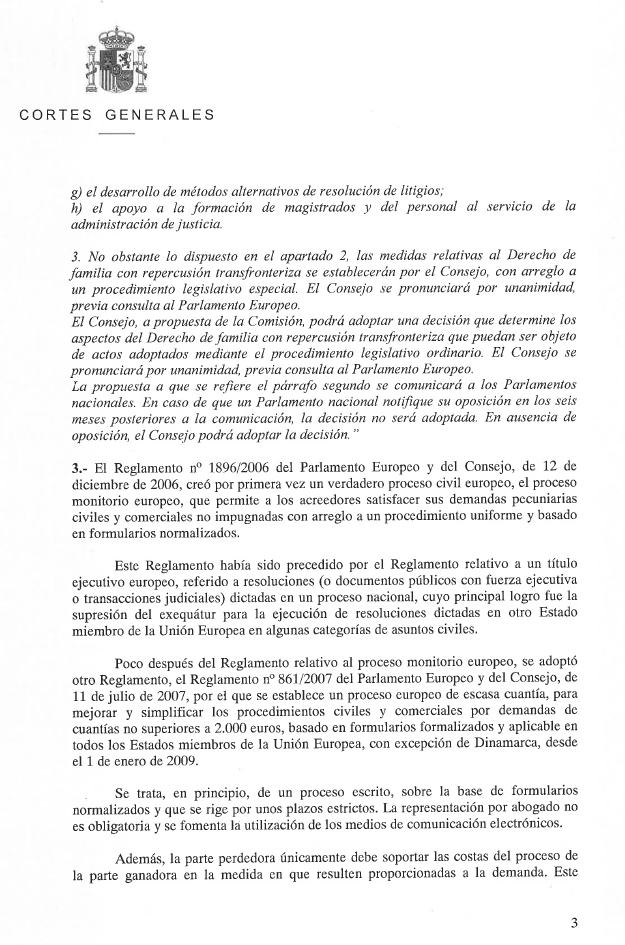 CORTES GENERALES
g) el desarrollo de métodos alternativos de resolución de litigios;
h) el apoyo a la formación de magistrados y del personal al servicio de la
administración de justicia.
3. No obstante lo dispuesto en el apartado 2, las medidas relativas al Derecho de
familia con repercusión transfronteriza se establecerán por el Consejo, con arreglo a
un procedimiento legislativo especial. El Consejo se pronunciará por unanimidad,
previa consulta al Parlamento Europeo.
El Consejo, a propuesta de la Comisión, podrá adoptar una decisión que determine los
aspectos del Derecho de familia con repercusión transfronteriza que puedan ser objeto
de actos adoptados mediante el procedimiento legislativo ordinario. El Consejo se
pronunciará por unanimidad, previa consulta al Parlamento Europeo.
La propuesta a que se refiere el párrafo segundo se comunicará a los Parlamentos
nacionales. En caso de que un Parlamento nacional notifique su oposición en los seis
meses posteriores a la comunicación, la decisión no será adoptada. En ausencia de
oposición, el Consejo podrá adoptar la decisión."
3.- El Reglamento nº 1896/2006 del Parlamento Europeo y del Consejo, de 12 de
diciembre de 2006, creó por primera vez un verdadero proceso civil europeo, el proceso
monitorio europeo, que permite a los acreedores satisfacer sus demandas pecuniarias
civiles y comerciales no impugnadas con arreglo a un procedimiento uniforme y basado
en formularios normalizados.
Este Reglamento había sido precedido por el Reglamento relativo a un título
ejecutivo europeo, referido a resoluciones (o documentos públicos con fuerza ejecutiva
o transacciones judiciales) dictadas en un proceso nacional, cuyo principal logro fue la
supresión del exequátur para la ejecución de resoluciones dictadas en otro Estado
miembro de la Unión Europea en algunas categorías de asuntos civiles.
Poco después del Reglamento relativo al proceso monitorio europeo, se adoptó
otro Reglamento, el Reglamento nº 861/2007 del Parlamento Europeo y del Consejo, de
11 de julio de 2007, por el que se establece un proceso europeo de escasa cuantía, para
mejorar y simplificar los procedimientos civiles y comerciales por demandas de
cuantías no superiores a 2.000 euros, basado en formularios formalizados y aplicable en
todos los Estados miembros de la Unión Europea, con excepción de Dinamarca, desde
el 1 de enero de 2009.
Se trata, en principio, de un proceso escrito, sobre la base de formularios
normalizados y que se rige por unos plazos estrictos. La representación por abogado no
es obligatoria y se fomenta la utilización de los medios de comunicación electrónicos.
Además, la parte perdedora únicamente debe soportar las costas del proceso de
la parte ganadora en la medida en que resulten proporcionadas a la demanda. Este
3